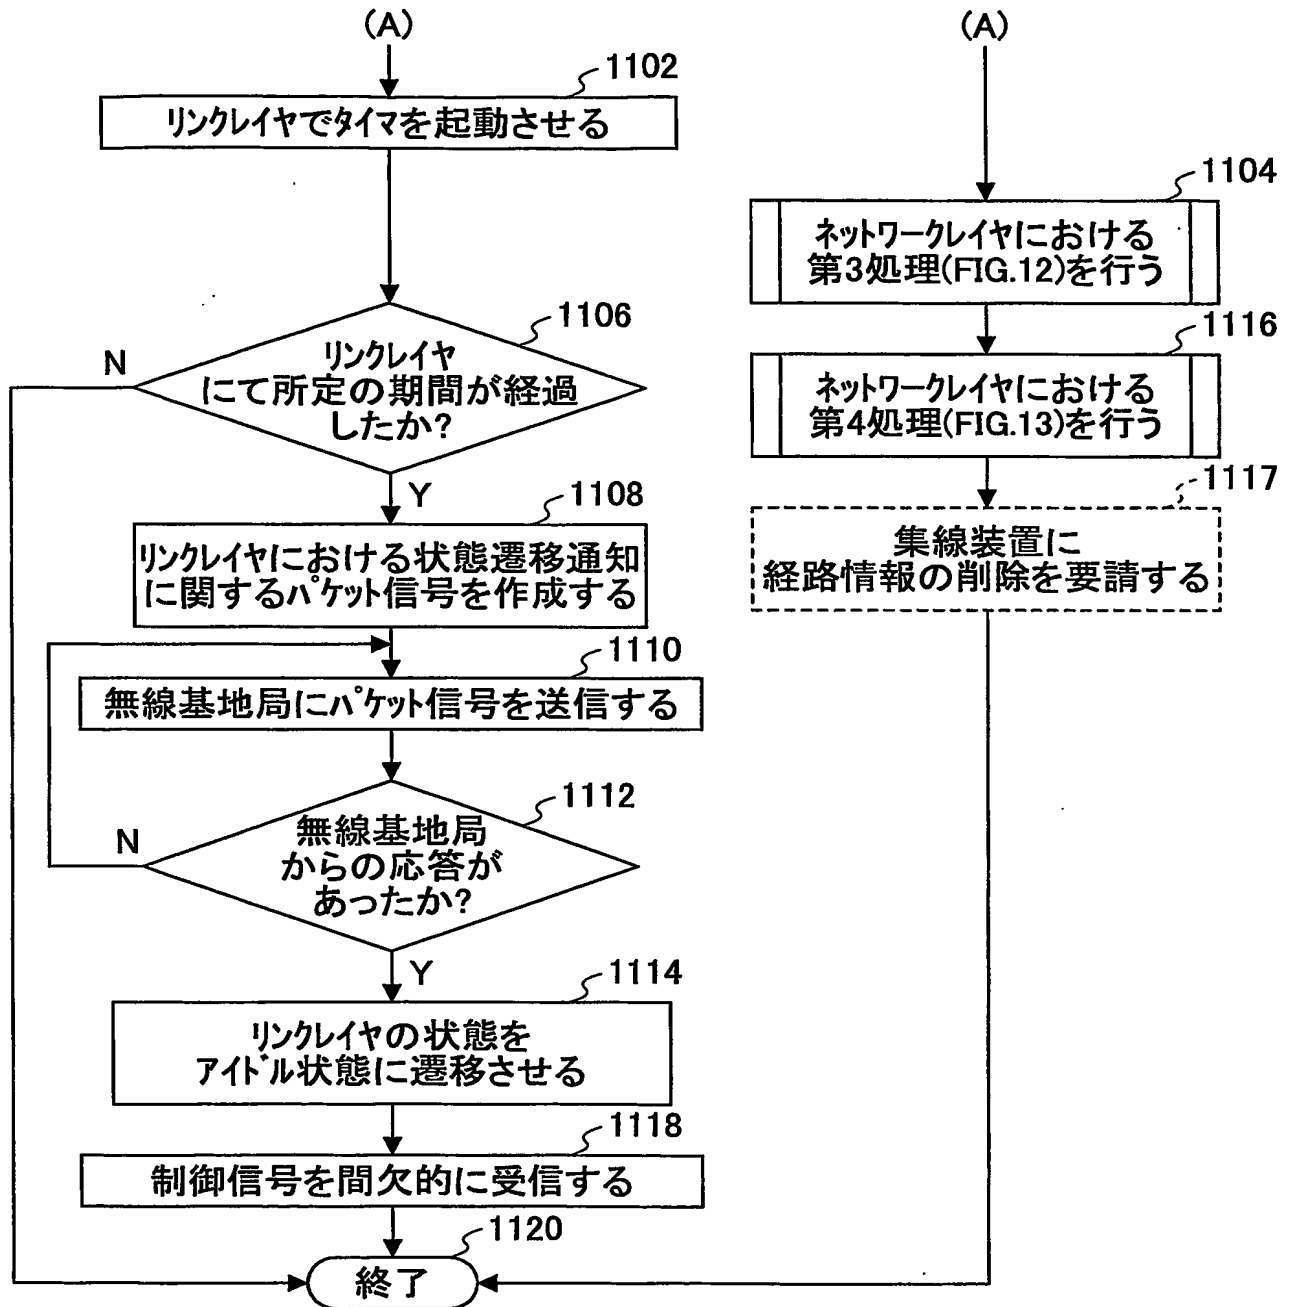 (A)
1102
リンクレイヤでタイマを起動させる
1106
リンクレイヤ
にて所定の期間が経過
したか?
N
Y
1108
リンクレイヤにおける状態遷移通知
に関するパケット信号を作成する
1110
無線基地局にパケット信号を送信する
1112
無線基地局
からの応答が
あったか?
N
Y
1114
リンクレイヤの状態を
アイドル状態に遷移させる
1118
制御信号を間欠的に受信する
1120
終了
(A)
1104
ネットワークレイヤにおける
第3処理(FIG.12)を行う
1116
ネットワークレイヤにおける
第4処理(FIG.13)を行う
1117
集線装置に
経路情報の削除を要請する